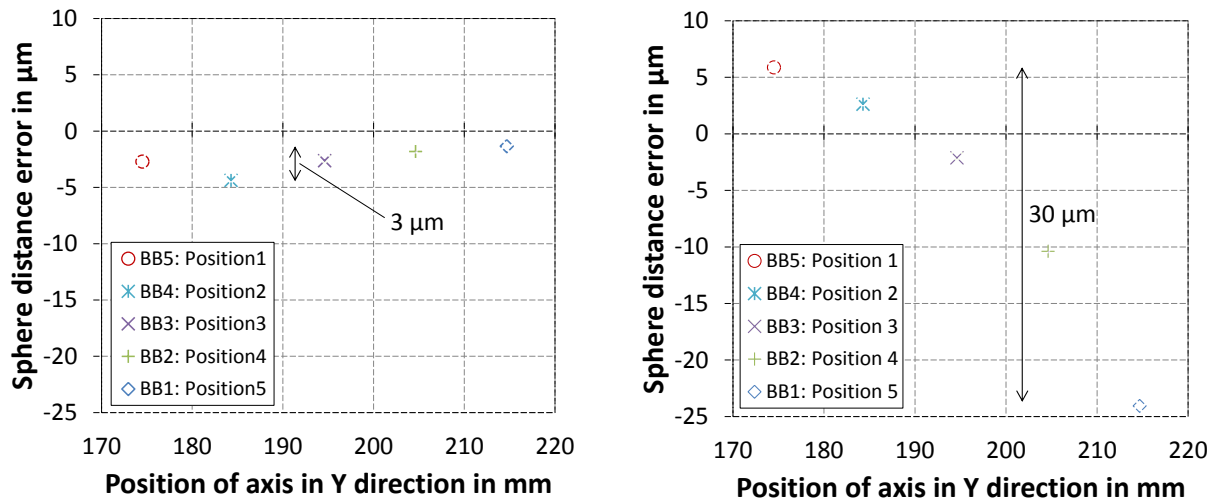 Sphere distance error in µm
10
5
0
-5
-10
-15
-20
-25
3 µm
BB5: Position1
BB4: Position2
BB3: Position3
BB2: Position4
BB1: Position5
170 180 190 200 210 220
Position of axis in Y direction in mm
Sphere distance error in µm
10
5
0
-5
-10
-15
-20
-25
30 µm
BB5: Position 1
BB4: Position 2
BB3: Position 3
BB2: Position 4
BB1: Position 5
170 180 190 200 210 220
Position of axis in Y direction in mm